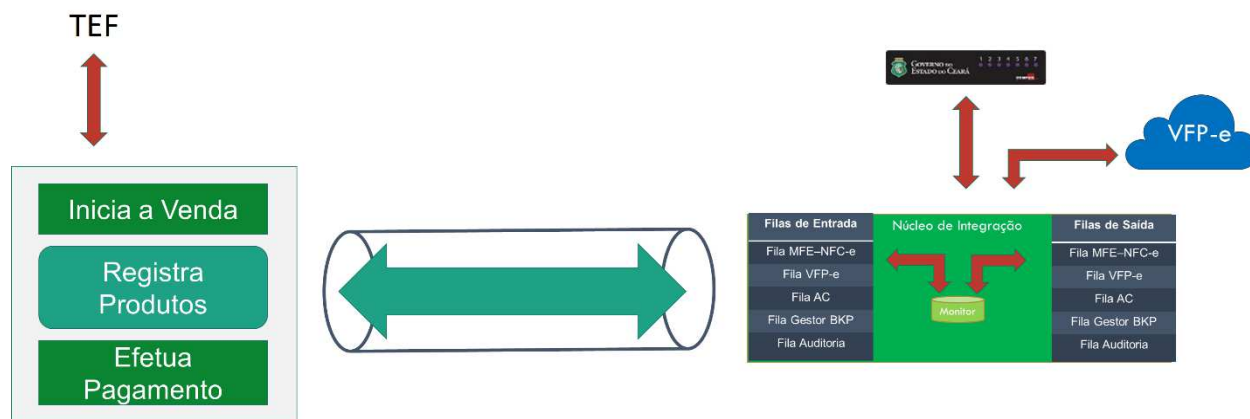 TEF
Inicia a Venda
Registra
Produtos
Efetua
Pagamento
GOVERNO DO
ESTADO DO CEARÁ
1 2 3 4 5 6 7
VFP-e
Filas de Entrada
Fila MFE–NFC-e
Fila VFP-e
Fila AC
Fila Gestor BKP
Fila Auditoria
Núcleo de Integração
Monitor
Filas de Saída
Fila MFE–NFC-e
Fila VFP-e
Fila AC
Fila Gestor BKP
Fila Auditoria